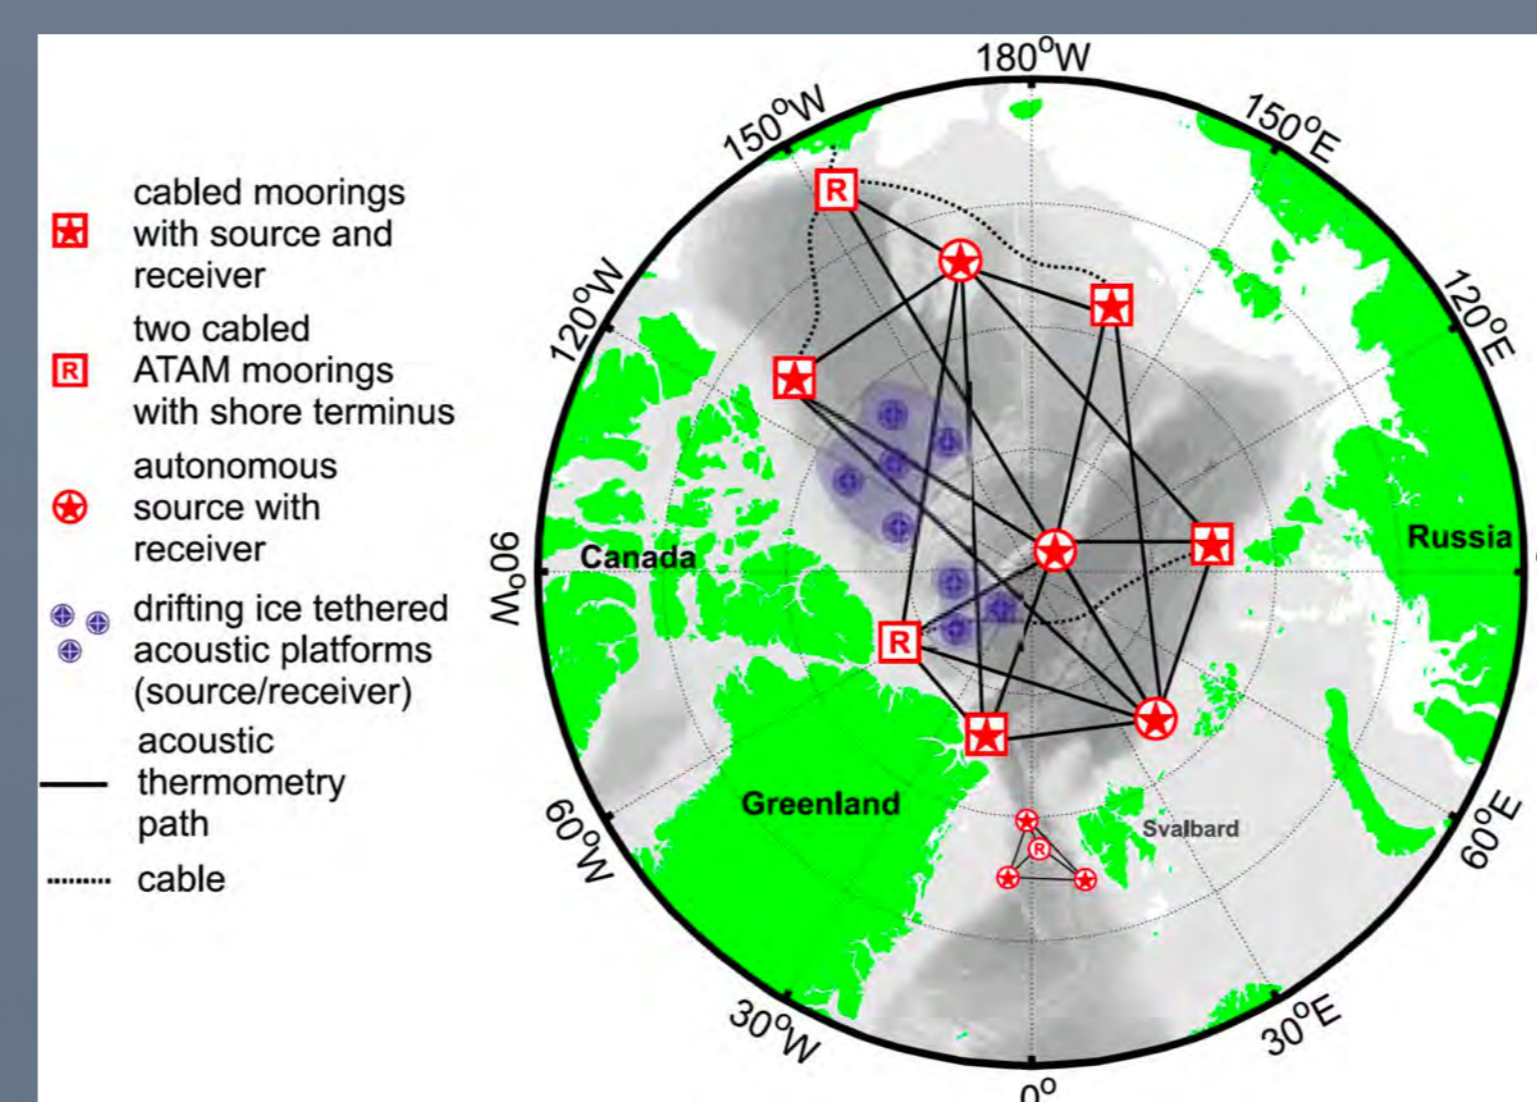 cabled moorings
with source and
receiver
two cabled
R
ATAM moorings
with shore terminus
autonomous
source with
receiver
drifting ice tethered
acoustic platforms
(source/receiver)
acoustic
thermometry
path
cable
180°W
150°W
150°E
R
120°W
120°E
90°W
Canada
Russia
R
Greenland
Svalbard
R
60°W
60°E
30°W
30°E
0°